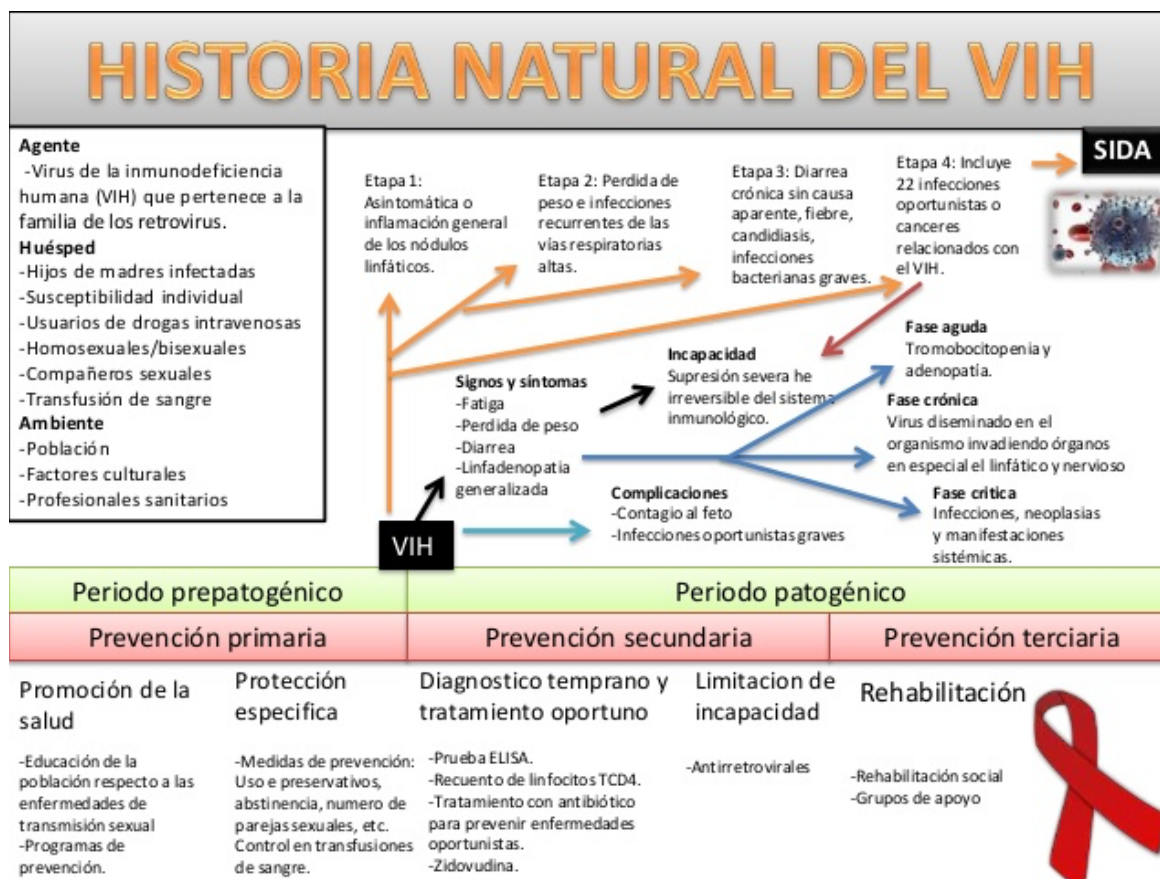 HISTORIA NATURAL DEL VIH
Agente
-Virus de la inmunodeficiencia
humana (VIH) que pertenece a la
familia de los retrovirus.
Huésped
-Hijos de madres infectadas
-Susceptibilidad individual
-Usuarios de drogas intravenosas
-Homosexuales/bisexuales
-Compañeros sexuales
-Transfusión de sangre
Ambiente
-Población
-Factores culturales
-Profesionales sanitarios
Etapa 1:
Asintomática o
inflamación general
de los nódulos
linfáticos.
Etapa 2: Perdida de
peso e infecciones
recurrentes de las
vías respiratorias
altas.
Etapa 3: Diarrea
crónica sin causa
aparente, fiebre,
candidiasis,
infecciones
bacterianas graves.
Etapa 4: Incluye
22 infecciones
oportunistas o
canceres
relacionados con
el VIH.
SIDA
Signos y síntomas
-Fatiga
-Perdida de peso
-Diarrea
-Linfadenopatia
generalizada
Incapacidad
Supresión severa he
irreversible del sistema
inmunológico.
Fase aguda
Tromobocitopenia y
adenopatía.
Fase crónica
Virus diseminado en el
organismo invadiendo órganos
en especial el linfático y nervioso
Fase critica
Infecciones, neoplasias
y manifestaciones
sistémicas.
Complicaciones
-Contagio al feto
-Infecciones oportunistas graves
VIH
Periodo prepatogénico
Periodo patogénico
Prevención primaria
Prevención secundaria
Prevención terciaria
Promoción de la
salud
-Educación de la
población respecto a las
enfermedades de
transmisión sexual
-Programas de
prevención.
Protección
especifica
-Medidas de prevención:
Uso e preservativos,
abstinencia, numero de
parejas sexuales, etc.
Control en transfusiones
de sangre.
Diagnostico temprano y
tratamiento oportuno
-Prueba ELISA.
-Recuento de linfocitos TCD4.
-Tratamiento con antibiótico
para prevenir enfermedades
oportunistas.
-Zidovudina.
Limitacion de
incapacidad
-Antirretrovirales
Rehabilitación
-Rehabilitación social
-Grupos de apoyo